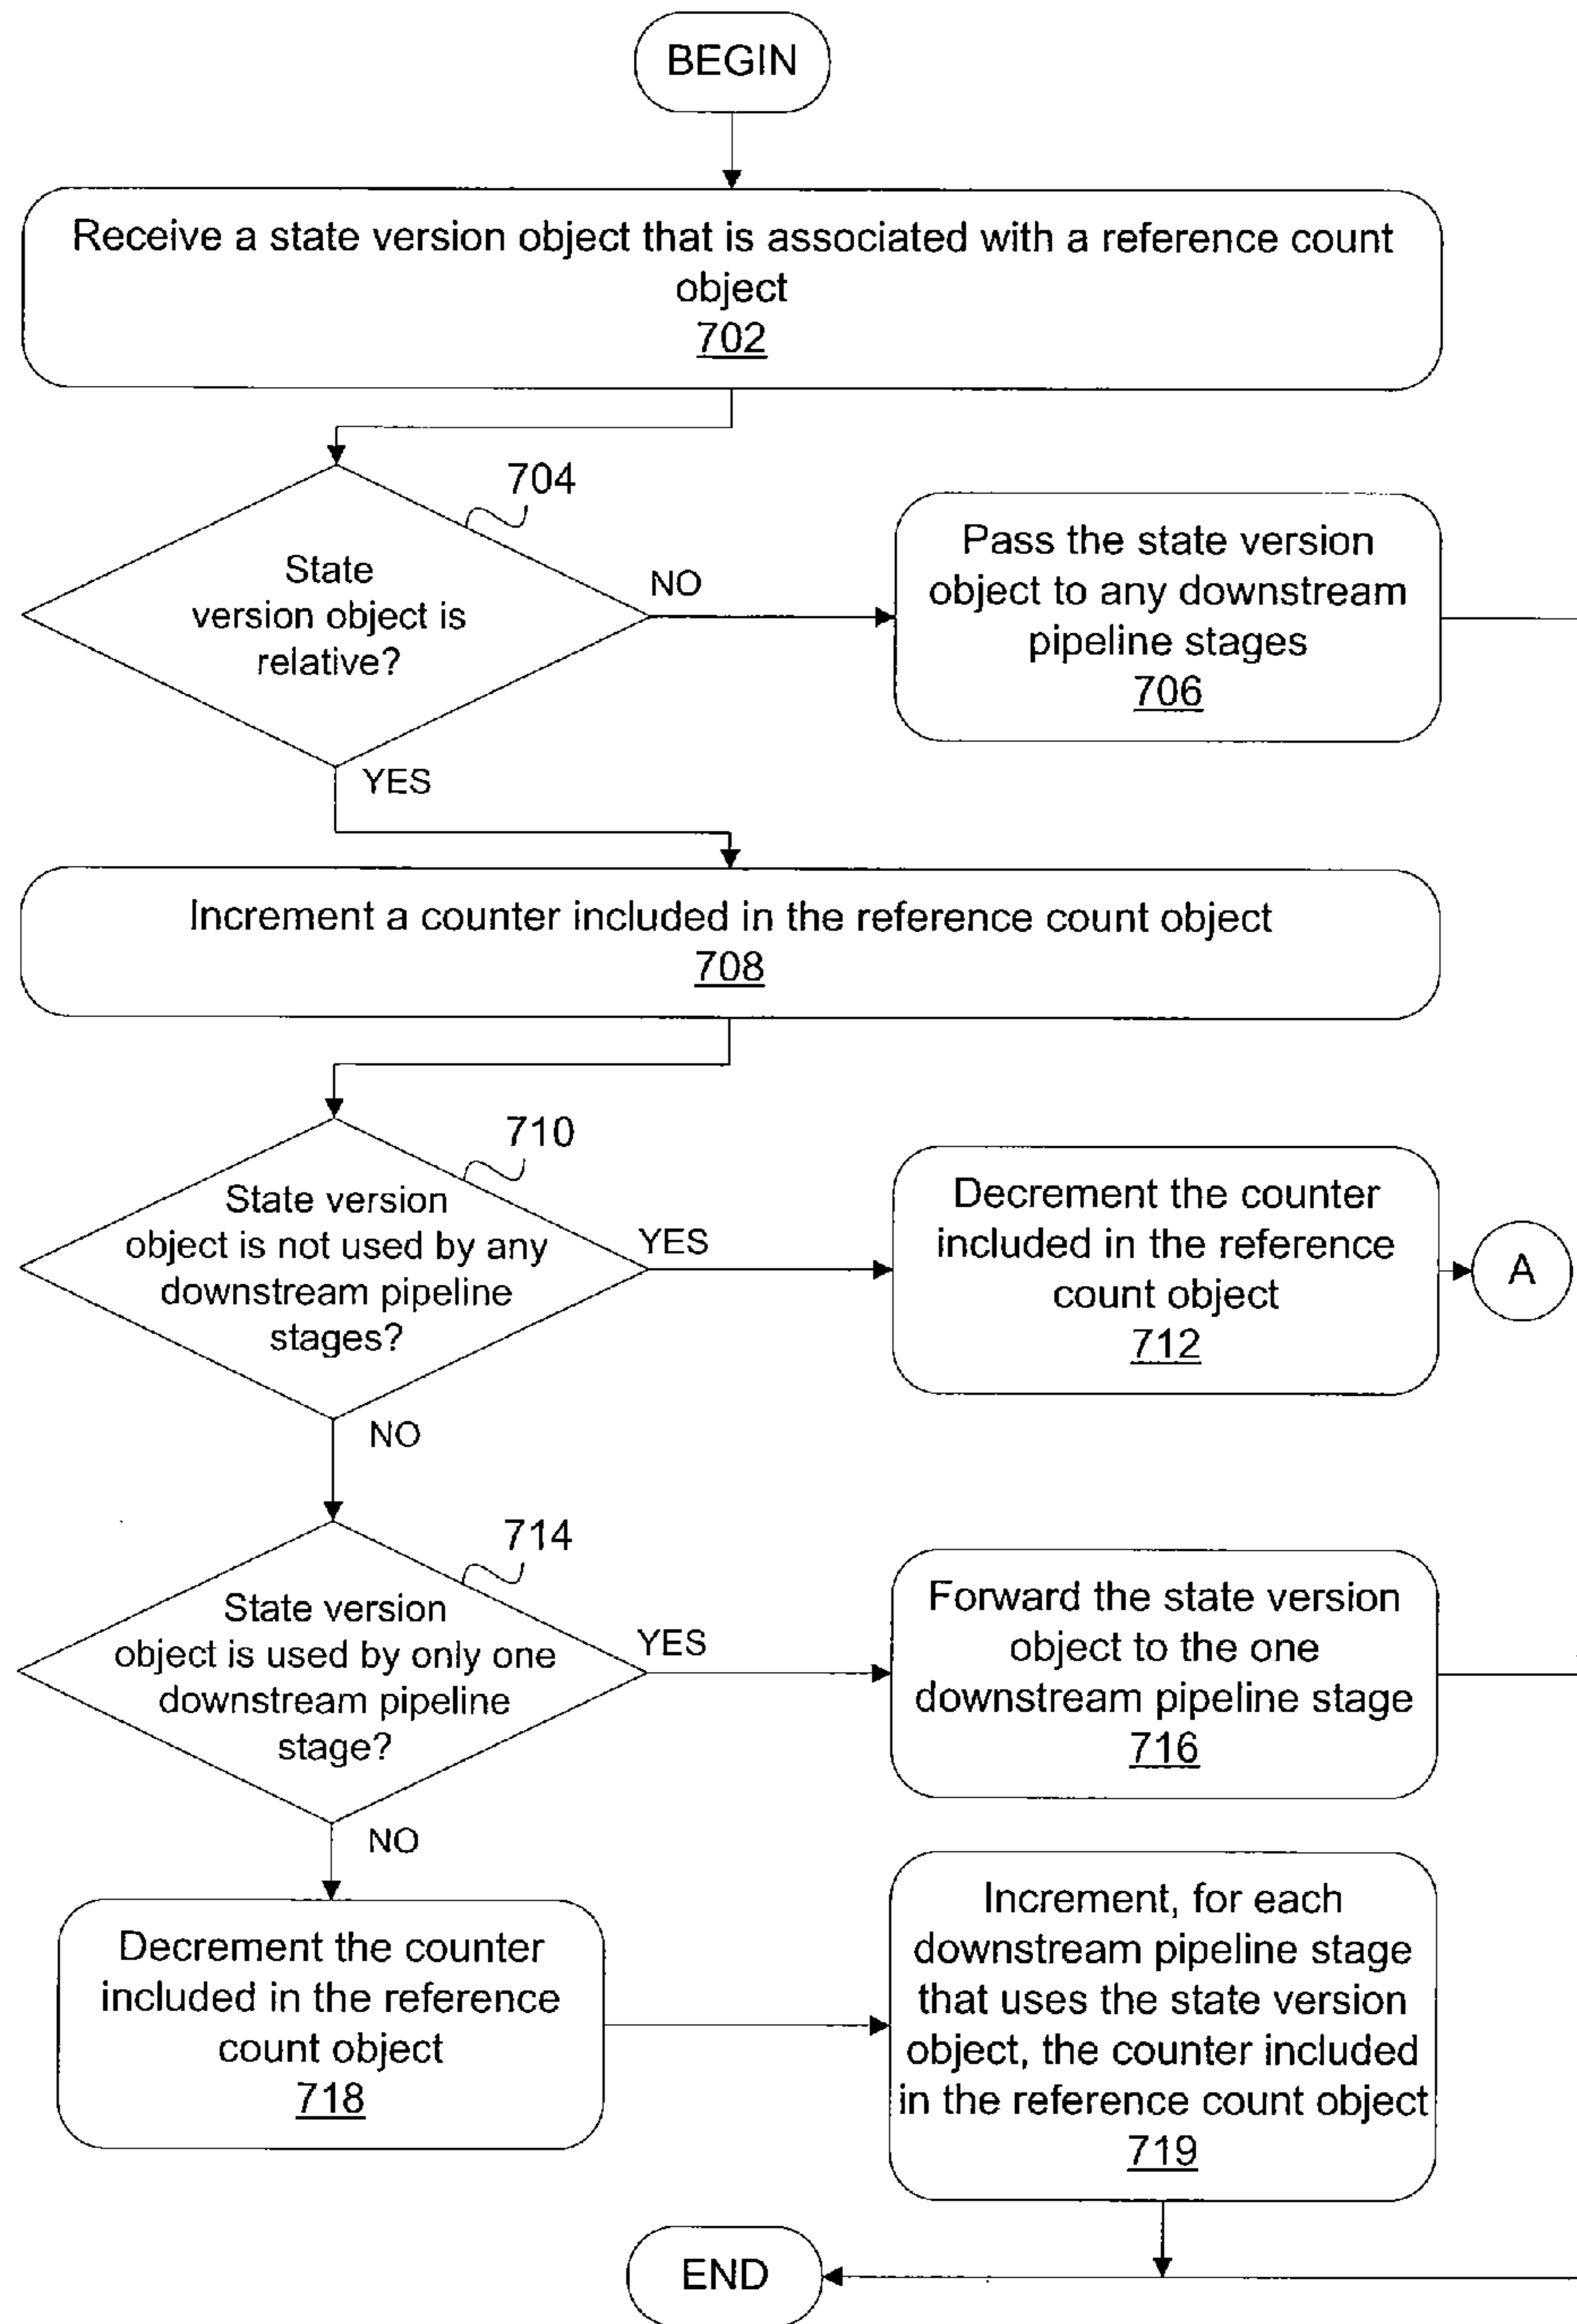 BEGIN
Receive a state version object that is associated with a reference count
object
702
704
State
version object is
relative?
NO
Pass the state version
object to any downstream
pipeline stages
706
YES
Increment a counter included in the reference count object
708
710
State version
object is not used by any
downstream pipeline
stages?
YES
Decrement the counter
included in the reference
count object
712
A
NO
714
State version
object is used by only one
downstream pipeline
stage?
YES
Forward the state version
object to the one
downstream pipeline stage
716
NO
Decrement the counter
included in the reference
count object
718
Increment, for each
downstream pipeline stage
that uses the state version
object, the counter included
in the reference count object
719
END